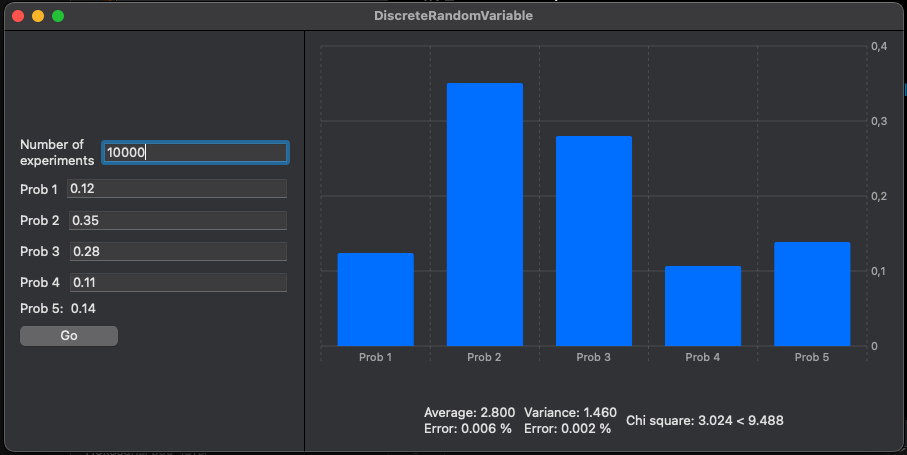 DiscreteRandomVariable
Number of
experiments
10000
Prob 1 0.12
Prob 2 0.35
Prob 3 0.28
Prob 4 0.11
Prob 5: 0.14
Go
0,4
0,3
0,2
0,1
0
Prob 1 Prob 2 Prob 3 Prob 4 Prob 5
Average: 2.800 Variance: 1.460
Error: 0.006 % Error: 0.002 %
Chi square: 3.024 < 9.488